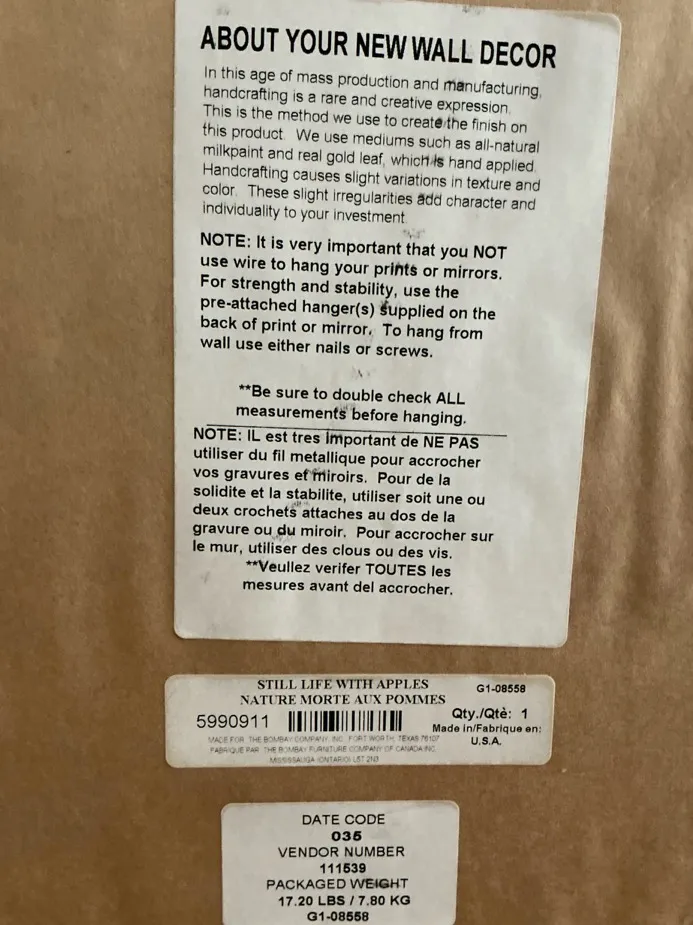 ABOUT YOUR NEW WALL DECOR
In this age of mass production and manufacturing,
handcrafting is a rare and creative expression.
This is the method we use to create the finish on
this product. We use mediums such as all-natural
milkpaint and real gold leaf, which is hand applied.
Handcrafting causes slight variations in texture and
color. These slight irregularities add character and
individuality to your investment.
NOTE: It is very important that you NOT
use wire to hang your prints or mirrors.
For strength and stability, use the
pre-attached hanger(s) supplied on the
back of print or mirror. To hang from
wall use either nails or screws.
**Be sure to double check ALL
measurements before hanging.
NOTE: IL est tres important de NE PAS
utiliser du fil metallique pour accrocher
vos gravures et miroirs. Pour de la
solidite et la stabilite, utiliser soit une ou
deux crochets attaches au dos de la
gravure ou du miroir. Pour accrocher sur
le mur, utiliser des clous ou des vis.
**Veullez verifer TOUTES les
mesures avant del accrocher.
STILL LIFE WITH APPLES
NATURE MORTE AUX POMMES
G1-08558
5990911
Qty./Qtè: 1
Made in/Fabrique en:
U.S.A.
MADE FOR THE BOMBAY COMPANY, INC. FORT WORTH, TEXAS 76107
FABRIQUE PAR THE BOMBAY FURNITURE COMPANY OF CANADA INC.
MISSISSAUGA (ONTARIO) L5T 2N3
DATE CODE
035
VENDOR NUMBER
111539
PACKAGED WEIGHT
17.20 LBS / 7.80 KG
G1-08558